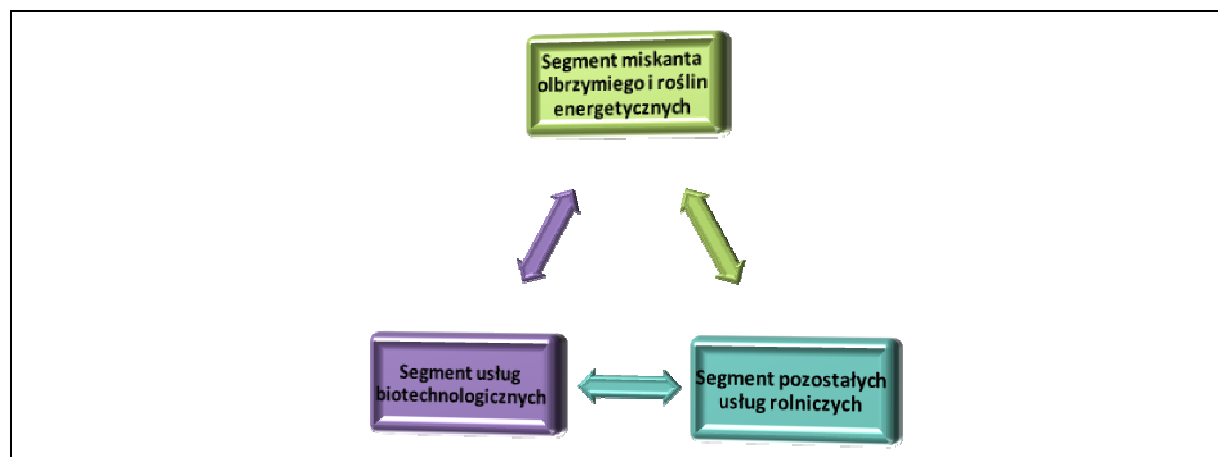 Segment miskanta
olbrzymiego i roślin
energetycznych
Segment usług
biotechnologicznych
Segment pozostałych
usług rolniczych